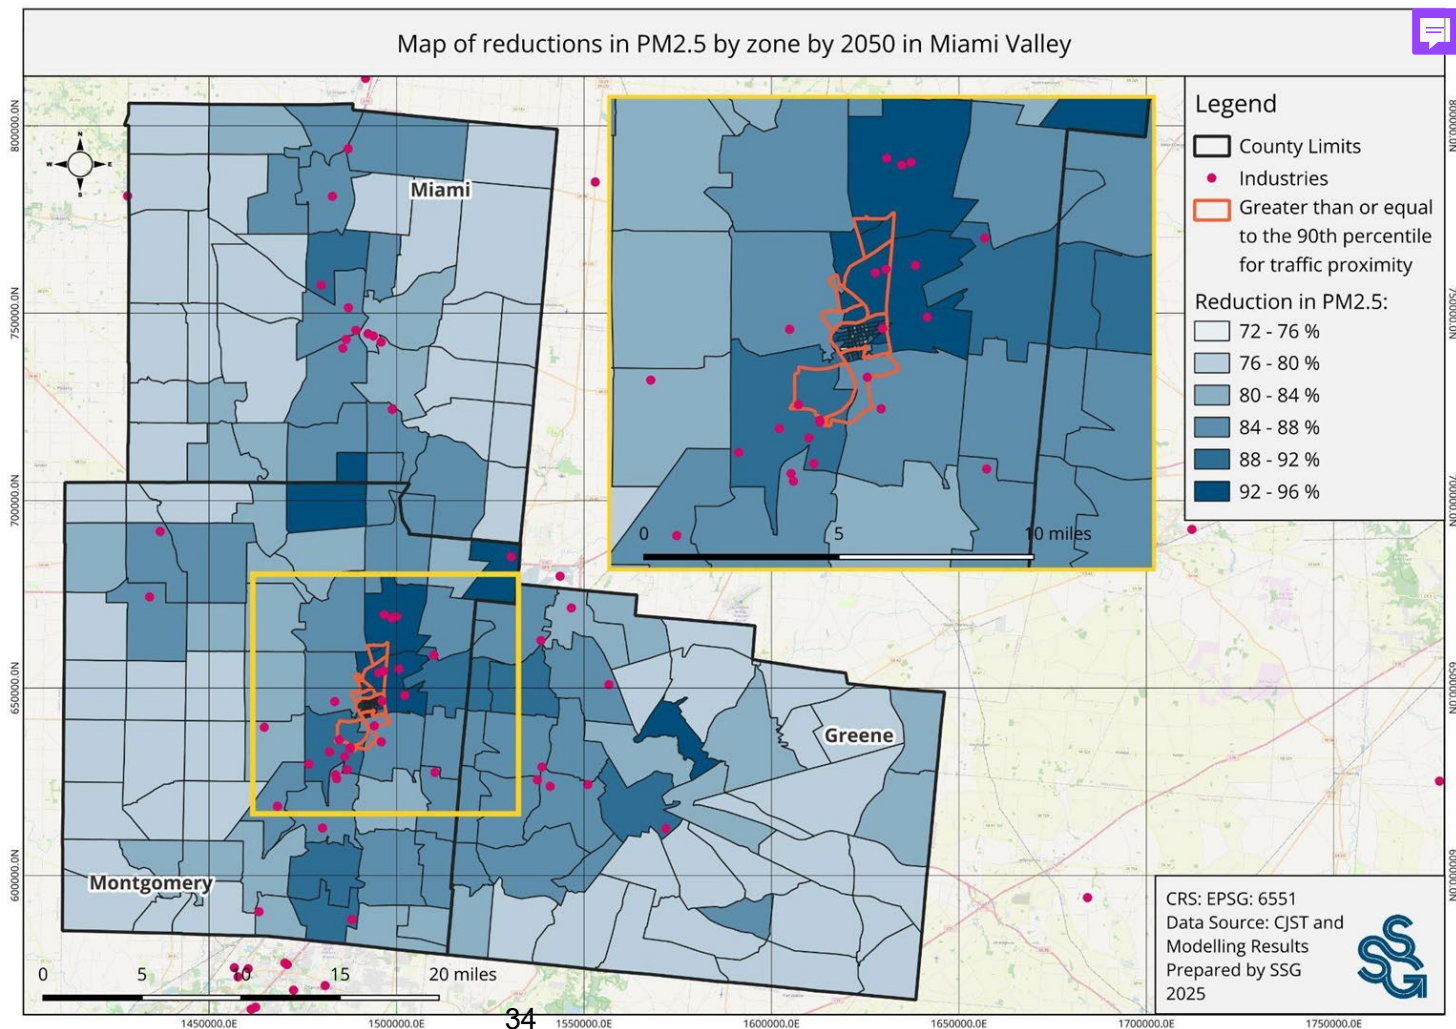 Map of reductions in PM2.5 by zone by 2050 in Miami Valley
Legend
County Limits
Industries
Greater than or equal
to the 90th percentile
for traffic proximity
Reduction in PM2.5:
72 - 76 %
76 - 80 %
80 - 84 %
84 - 88 %
88 - 92 %
92 - 96 %
N
W
E
S
Miami
Greene
Montgomery
0 5 10 miles
0 5 10 15 20 miles
800000.0N
750000.0N
700000.0N
650000.0N
600000.0N
1450000.0E 1500000.0E 1550000.0E 1600000.0E 1650000.0E 1700000.0E 1750000.0E
CRS: EPSG: 6551
Data Source: CJST and
Modelling Results
Prepared by SSG
2025
SSG
34